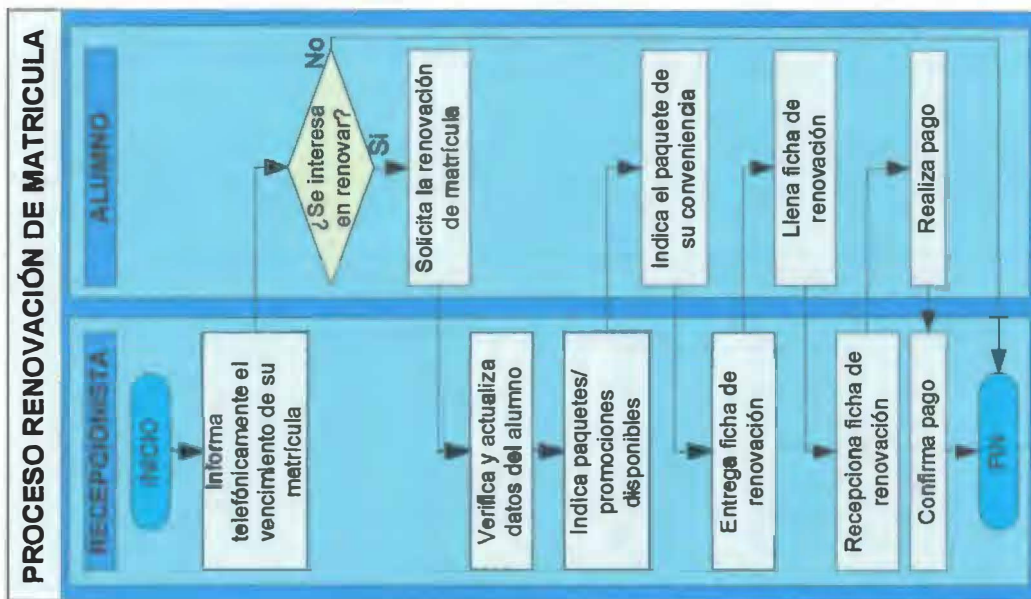 PROCESO RENOVACIÓN DE MATRICULA
RECEPCIONISTA
ALUMNO
INICIO
Informa
telefónicamente el
vencimiento de su
matrícula
¿Se interesa
en renovar?
No
Si
Solicita la renovación
de matrícula
Verifica y actualiza
datos del alumno
Indica paquetes/
promociones
disponibles
Indica el paquete de
su conveniencia
Entrega ficha de
renovación
Llena ficha de
renovación
Recepciona ficha de
renovación
Realiza pago
Confirma pago
FIN